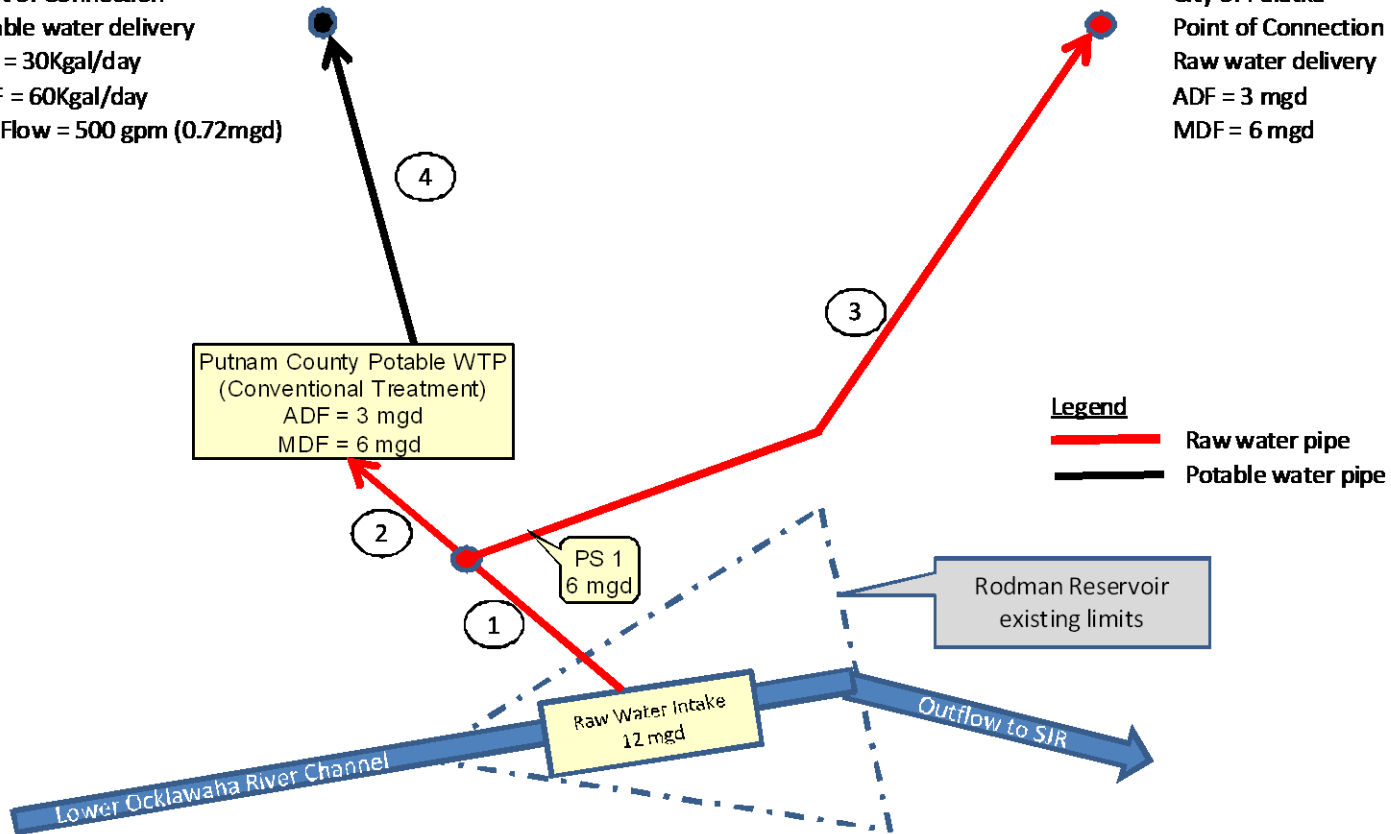 able water delivery
= 30Kgal/day
= 60Kgal/day
Flow = 500 gpm (0.72mgd)
Point of Connection
Raw water delivery
ADF = 3 mgd
MDF = 6 mgd
4
3
Putnam County Potable WTP
(Conventional Treatment)
ADF = 3 mgd
MDF = 6 mgd
Legend
Raw water pipe
Potable water pipe
2
PS 1
6 mgd
1
Rodman Reservoir
existing limits
Raw Water Intake
12 mgd
Outflow to SJR
Lower Ocklawaha River Channel